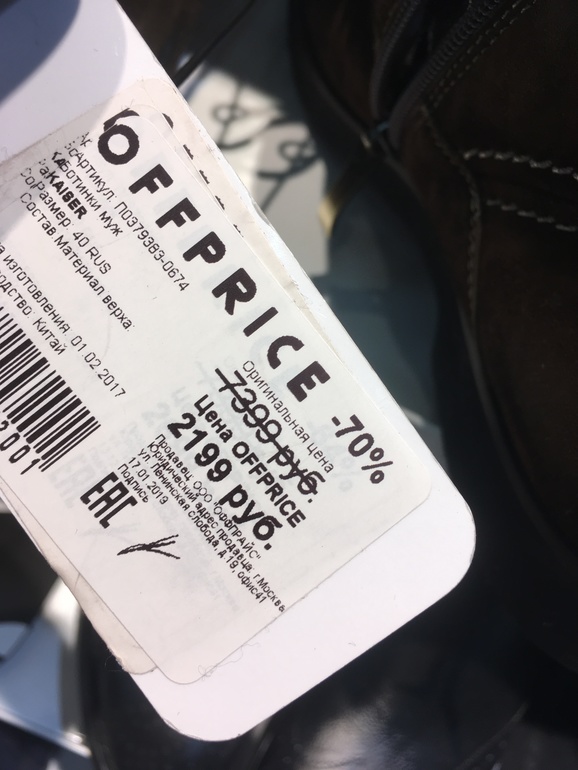 OFFPRICE -70%
Артикул: П0379383-0674
Ботинки муж
KAISER
Размер: 40 RUS
Состав Материал верха:
изготовления: 01.02.2017
Китай
Оригинальная цена
7399 руб.
Цена OFFPRICE
2199 руб.
Продавец: ООО "Оффпрайс"
Юридический адрес продавца: г.Москва,
ул. Ленинская слобода, д.19, офис41
17.01.2019
Подпись
EAC